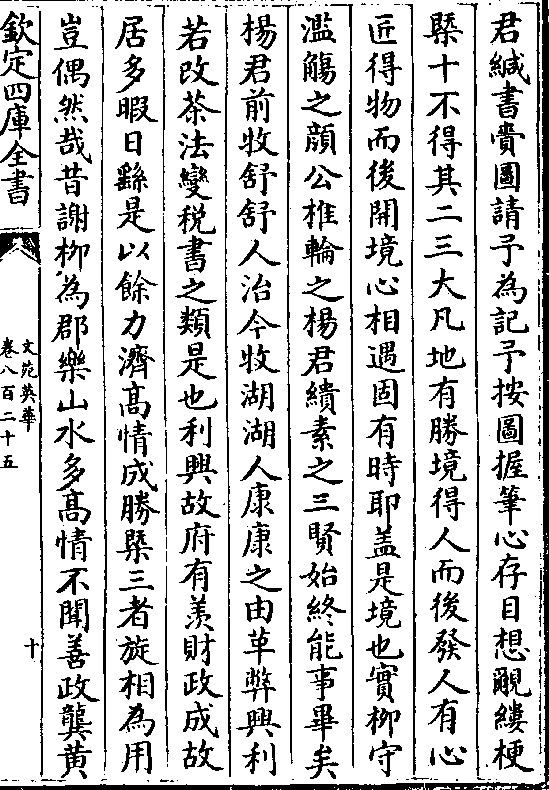 君緘書賫圖請予為記予按圖握筆心存目想覼縷梗
槩十不得其二三大凡地有勝境得人而後發人有心
匠得物而後開境心相遇固有時耶盖是境也實柳守
濫觴之顔公椎輪之楊君繢素之三賢始終能事畢矣
楊君前牧舒舒人治今牧湖湖人康康之由革弊興利
若改茶法變税書之類是也利興故府有羡財政成故
居多暇日繇是以餘力濟髙情成勝槩三者旋相為用
豈偶然哉昔謝柳為郡樂山水多髙情不聞善政龔黄
欽定四庫全書
文苑英華
卷八百二十五
十